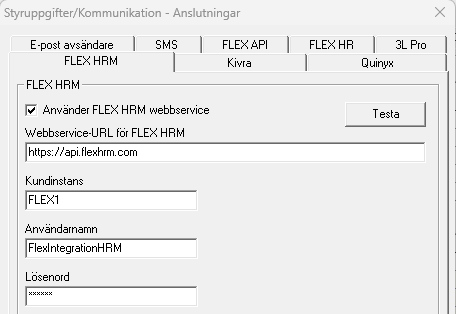 Styruppgifter/Kommunikation - Anslutningar
E-post avsändare SMS FLEX API FLEX HR 3L Pro
FLEX HRM Kivra Quinyx
FLEX HRM
Använder FLEX HRM webbservice
Testa
Webbservice-URL för FLEX HRM
https://api.flexhrm.com
Kundinstans
FLEX1
Användarnamn
FlexIntegrationHRM
Lösenord
******